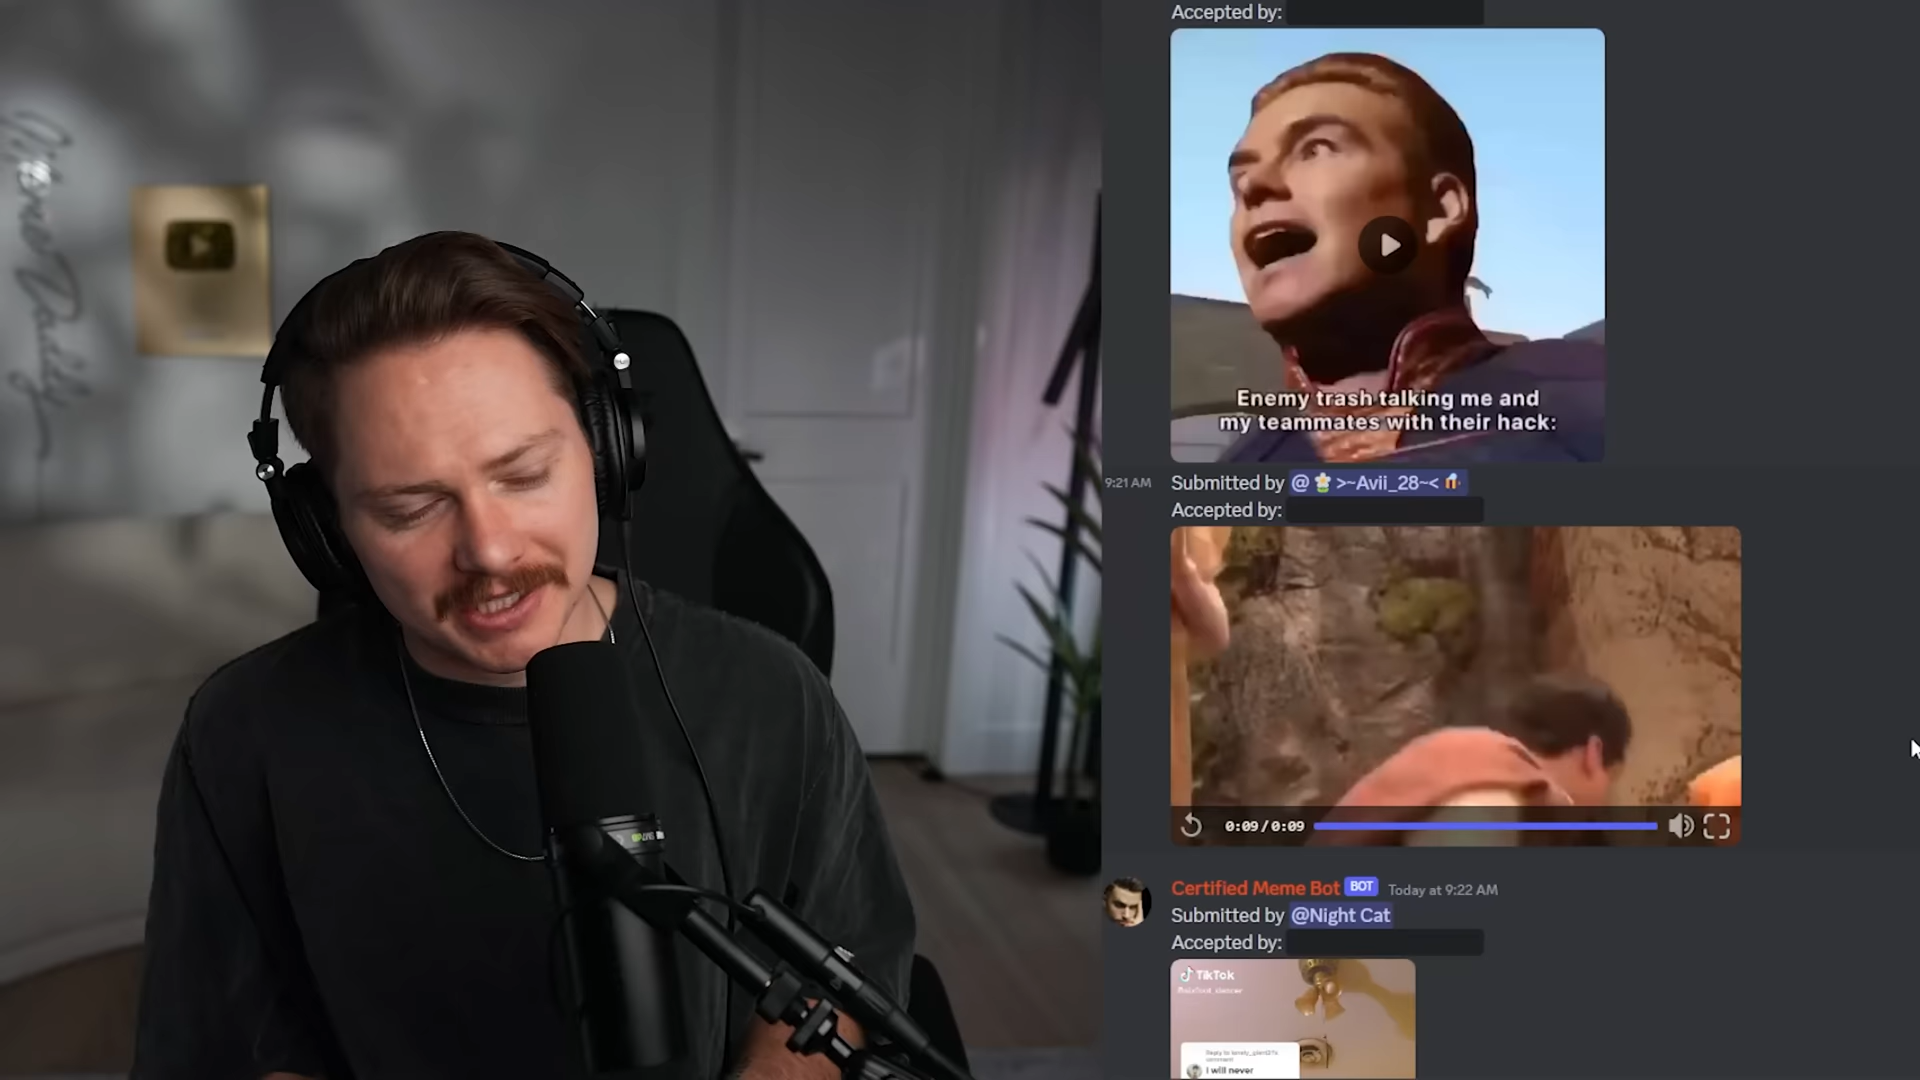 Accepted by:
Enemy trash talking me and
my teammates with their hack:
9:21 AM
Submitted by @ >~Avii_28~<
Accepted by:
0:09/0:09
Certified Meme Bot BOT Today at 9:22 AM
Submitted by @Night Cat
Accepted by:
TikTok
I will never